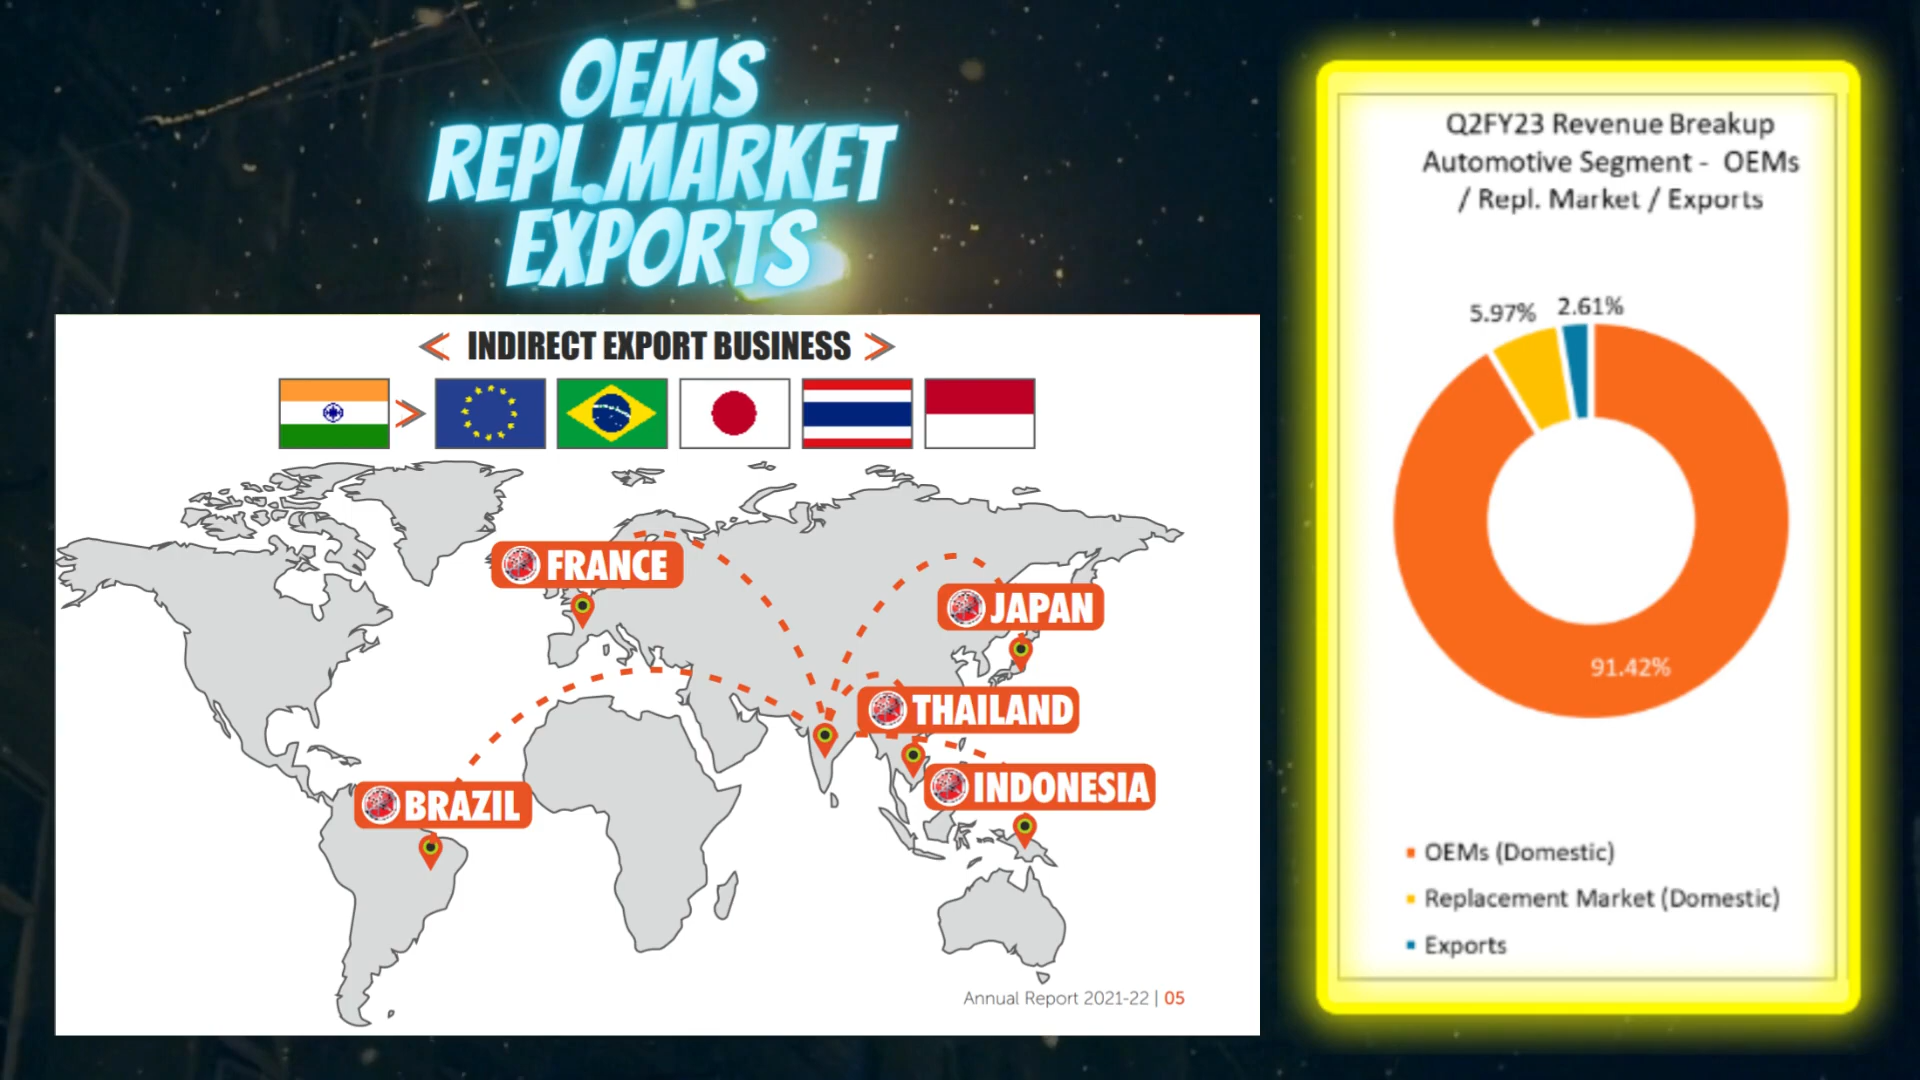 OEMS
REPL.MARKET
EXPORTS
< INDIRECT EXPORT BUSINESS >
FRANCE
JAPAN
THAILAND
INDONESIA
BRAZIL
Annual Report 2021-22 | 05
Q2FY23 Revenue Breakup
Automotive Segment - OEMs
/ Repl. Market / Exports
5.97%
2.61%
91.42%
OEMs (Domestic)
Replacement Market (Domestic)
Exports